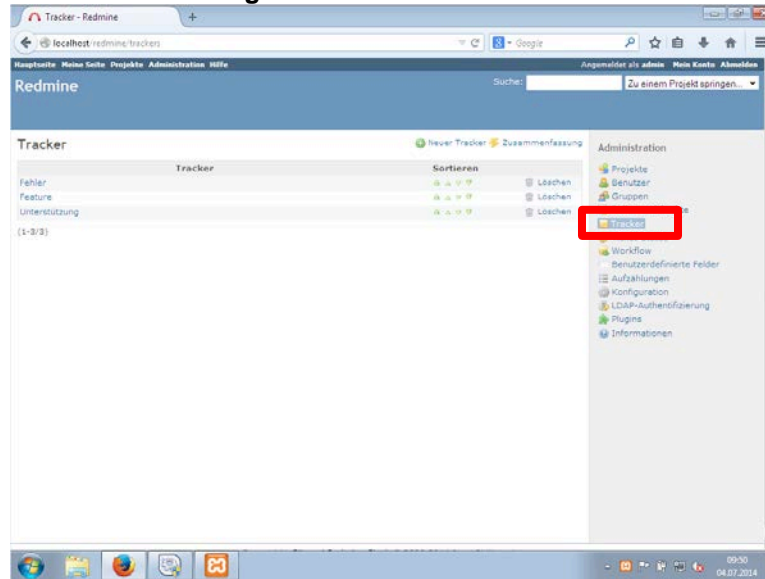 Tracker - Redmine
localhost/redmine/trackers
Google
Hauptseite Meine Seite Projekte Administration Hilfe
Angemeldet als admin Mein Konto Abmelden
Redmine
Suche:
Zu einem Projekt springen...
Tracker
Neuer Tracker Zusammenfassung
Tracker Sortieren
Fehler Löschen
Feature Löschen
Unterstützung Löschen
(1-3/3)
Administration
Projekte
Benutzer
Gruppen
Tracker
Workflow
Benutzerdefinierte Felder
Aufzählungen
Konfiguration
LDAP-Authentifizierung
Plugins
Informationen
09:50
04.07.2014